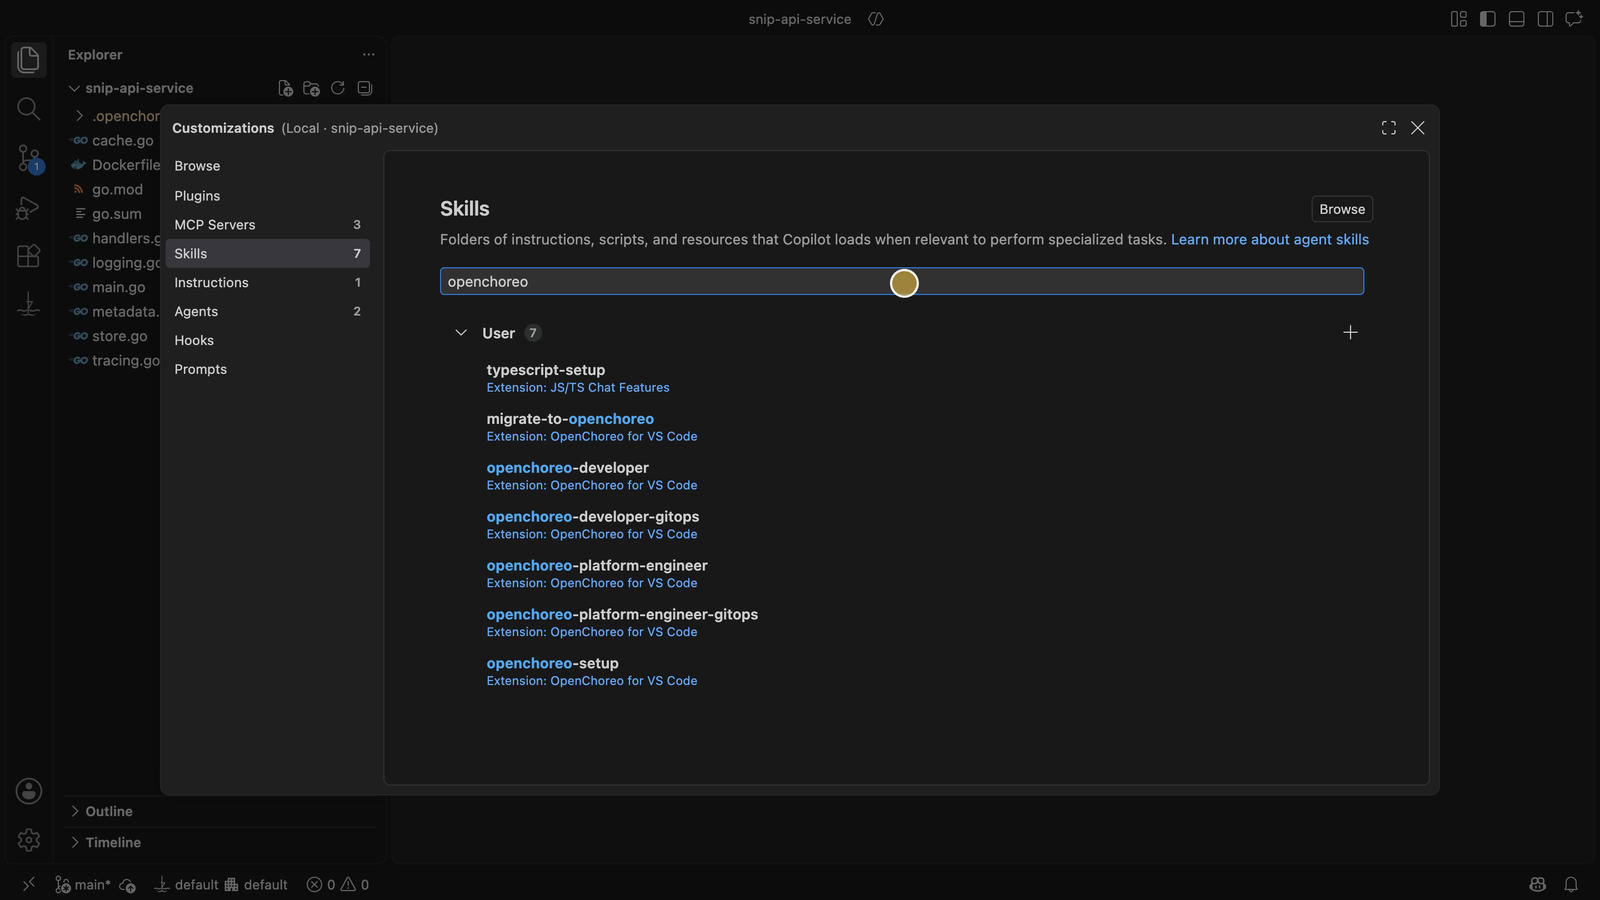 snip-api-service
Explorer
snip-api-service
.openchor
cache.go
Dockerfile
go.mod
go.sum
handlers.g
logging.go
main.go
metadata.
store.go
tracing.go
1
Outline
Timeline
Customizations (Local · snip-api-service)
Browse
Plugins
MCP Servers 3
Skills 7
Instructions 1
Agents 2
Hooks
Prompts
Skills
Browse
Folders of instructions, scripts, and resources that Copilot loads when relevant to perform specialized tasks. Learn more about agent skills
openchoreo
User 7
typescript-setup
Extension: JS/TS Chat Features
migrate-to-openchoreo
Extension: OpenChoreo for VS Code
openchoreo-developer
Extension: OpenChoreo for VS Code
openchoreo-developer-gitops
Extension: OpenChoreo for VS Code
openchoreo-platform-engineer
Extension: OpenChoreo for VS Code
openchoreo-platform-engineer-gitops
Extension: OpenChoreo for VS Code
openchoreo-setup
Extension: OpenChoreo for VS Code
main* default default 0 0